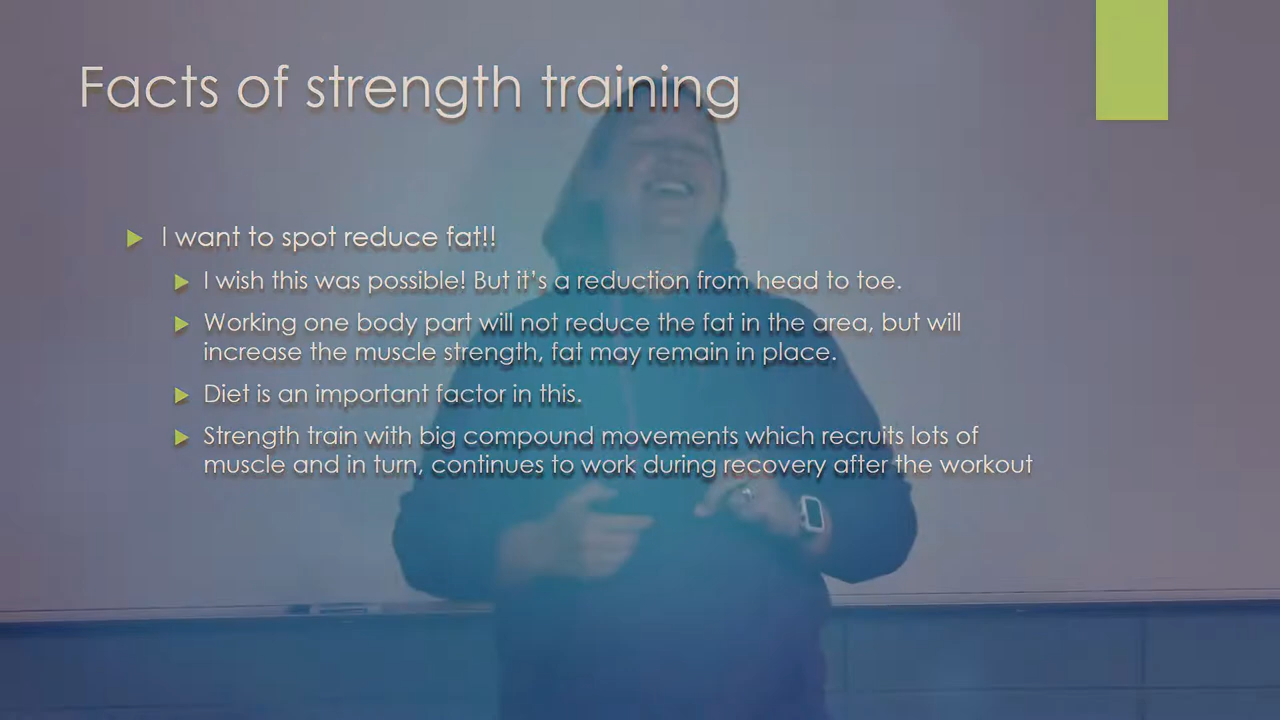 Facts of strength training
I want to spot reduce fat!!
I wish this was possible! But it's a reduction from head to toe.
Working one body part will not reduce the fat in the area, but will
increase the muscle strength, fat may remain in place.
Diet is an important factor in this.
Strength train with big compound movements which recruits lots of
muscle and in turn, continues to work during recovery after the workout